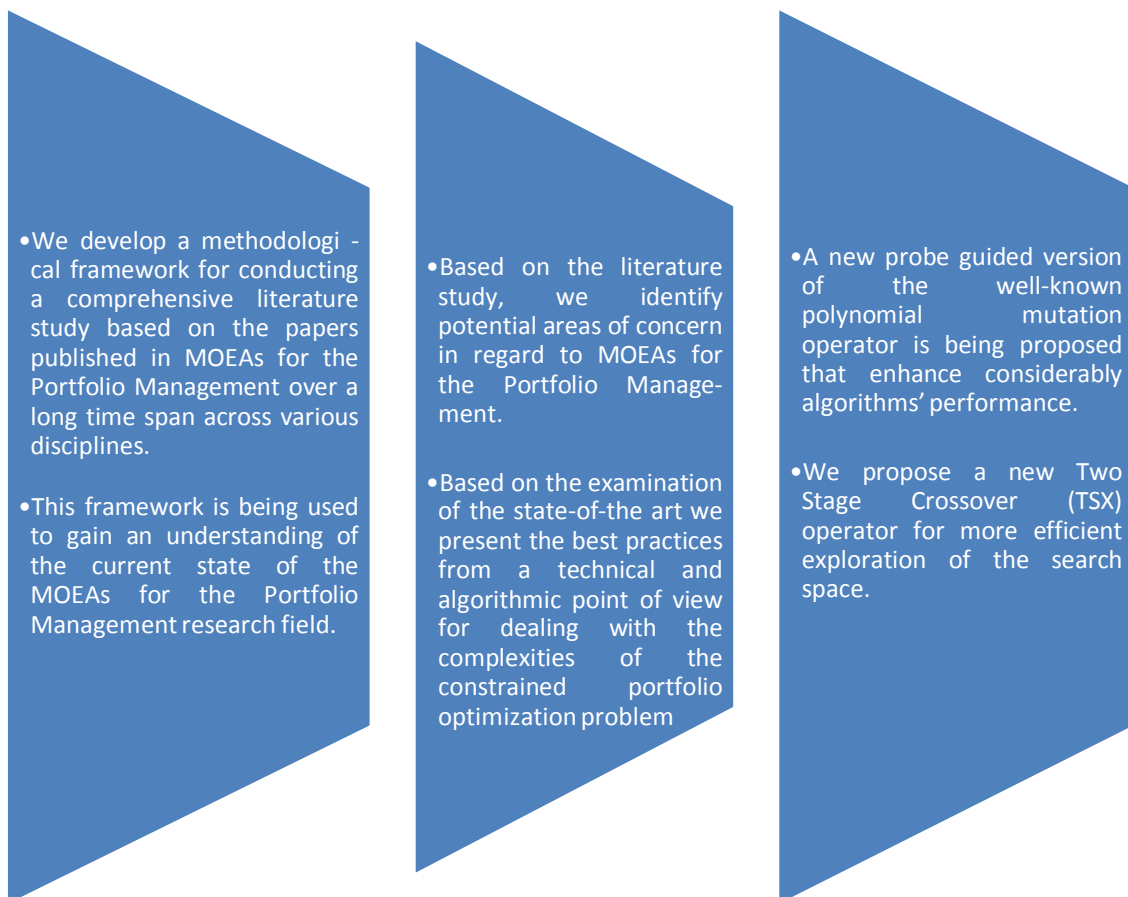 •We develop a methodologi -
cal framework for conducting
a comprehensive literature
study based on the papers
published in MOEAs for the
Portfolio Management over a
long time span across various
disciplines.
•This framework is being used
to gain an understanding of
the current state of the
MOEAs for the Portfolio
Management research field.
•Based on the literature
study, we identify
potential areas of concern
in regard to MOEAs for
the Portfolio Manage-
ment.
•Based on the examination
of the state-of-the art we
present the best practices
from a technical and
algorithmic point of view
for dealing with the
complexities of the
constrained portfolio
optimization problem
•A new probe guided version
of the well-known
polynomial mutation
operator is being proposed
that enhance considerably
algorithms’ performance.
•We propose a new Two
Stage Crossover (TSX)
operator for more efficient
exploration of the search
space.